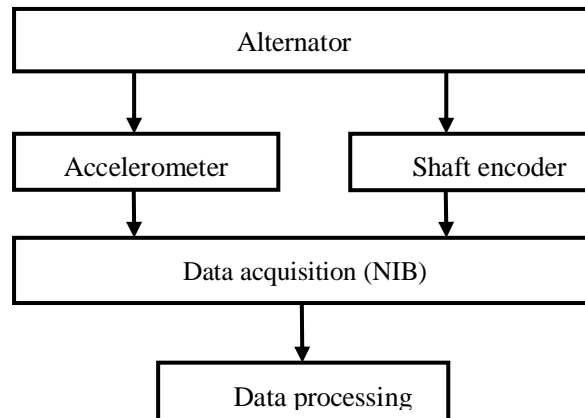 Alternator
Accelerometer
Shaft encoder
Data acquisition (NIB)
Data processing